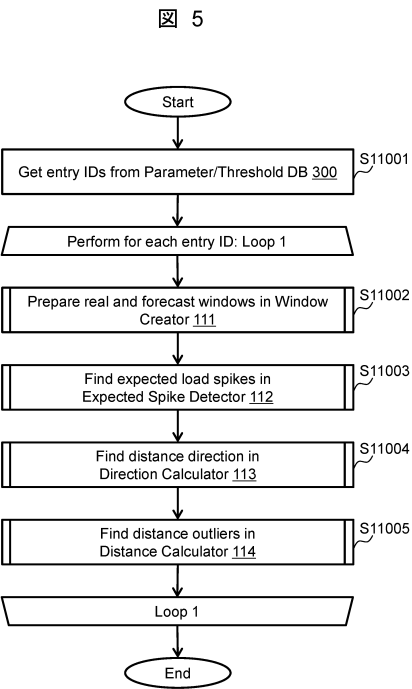 図 5
Start
S11001
Get entry IDs from Parameter/Threshold DB 300
Perform for each entry ID: Loop 1
S11002
Prepare real and forecast windows in Window
Creator 111
S11003
Find expected load spikes in
Expected Spike Detector 112
S11004
Find distance direction in
Direction Calculator 113
S11005
Find distance outliers in
Distance Calculator 114
Loop 1
End